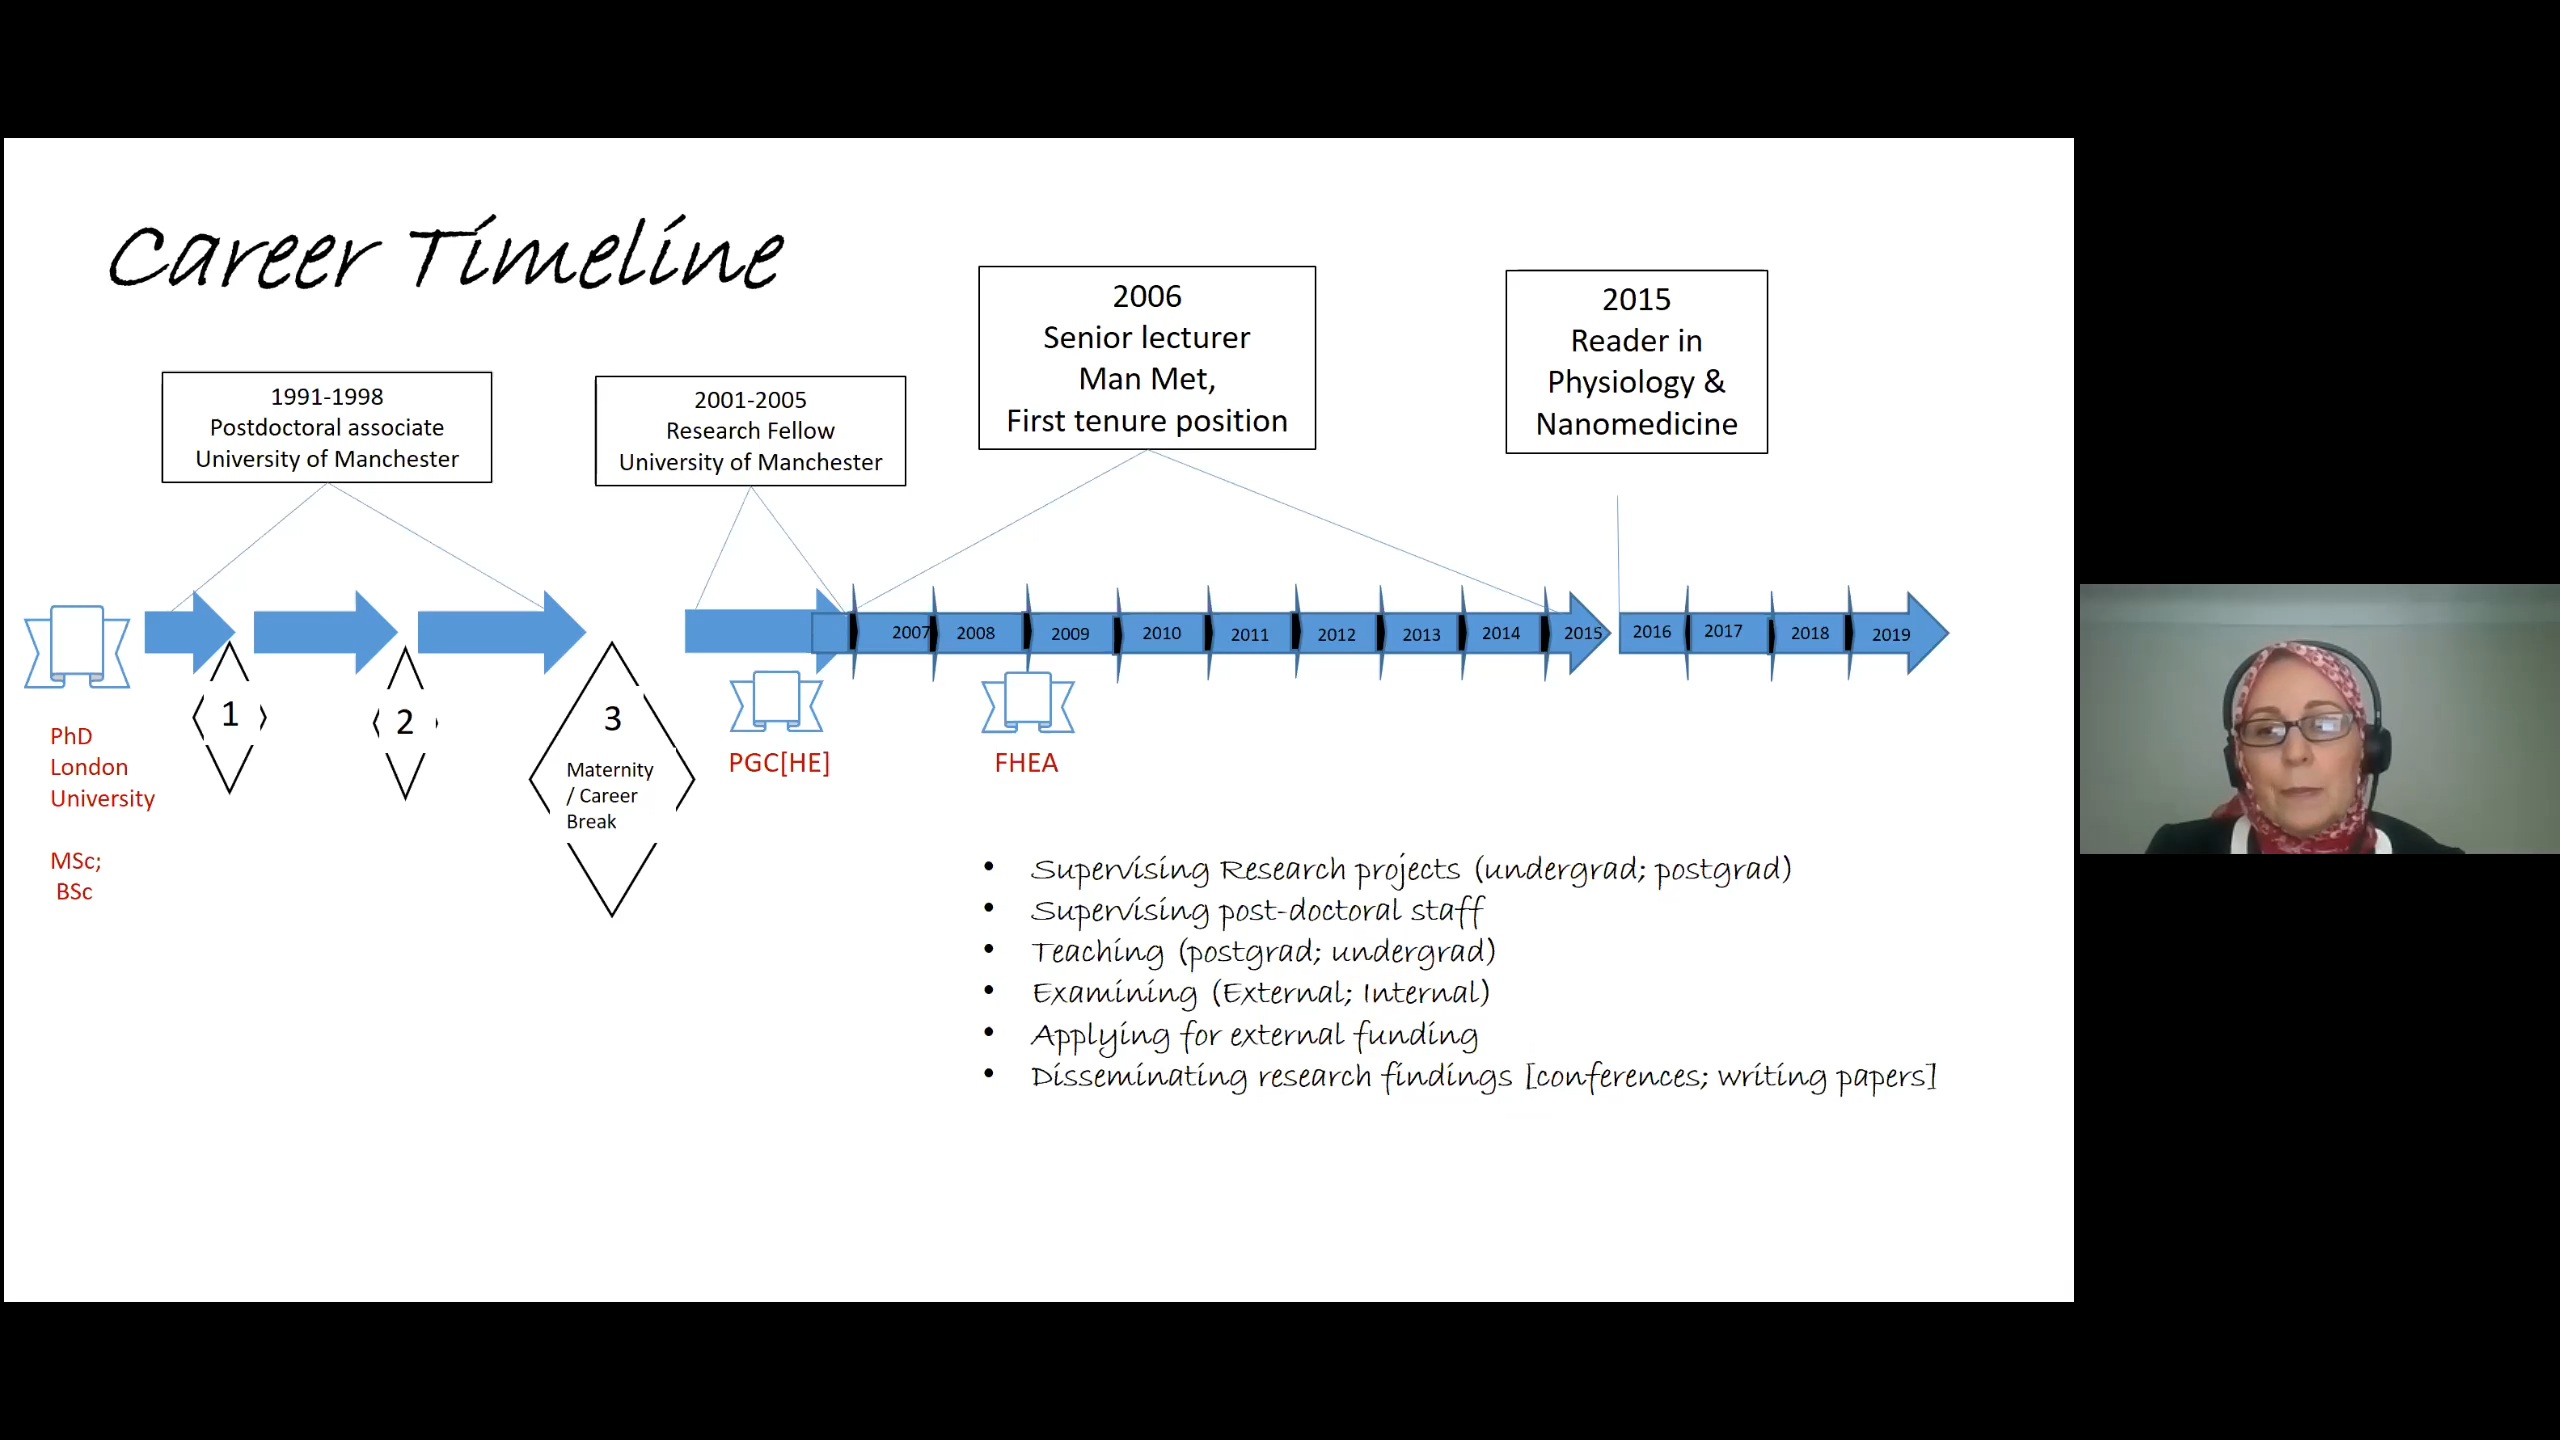 Career Timeline
1991-1998
Postdoctoral associate
University of Manchester
2001-2005
Research Fellow
University of Manchester
2006
Senior lecturer
Man Met,
First tenure position
2015
Reader in
Physiology &
Nanomedicine
2007
2008
2009
2010
2011
2012
2013
2014
2015
2016
2017
2018
2019
PhD
London
University
MSc;
BSc
1
2
3
Maternity
/ Career
Break
PGC[HE]
FHEA
• Supervising Research projects (undergrad; postgrad)
• Supervising post-doctoral staff
• Teaching (postgrad; undergrad)
• Examining (External; Internal)
• Applying for external funding
• Disseminating research findings [conferences; writing papers]